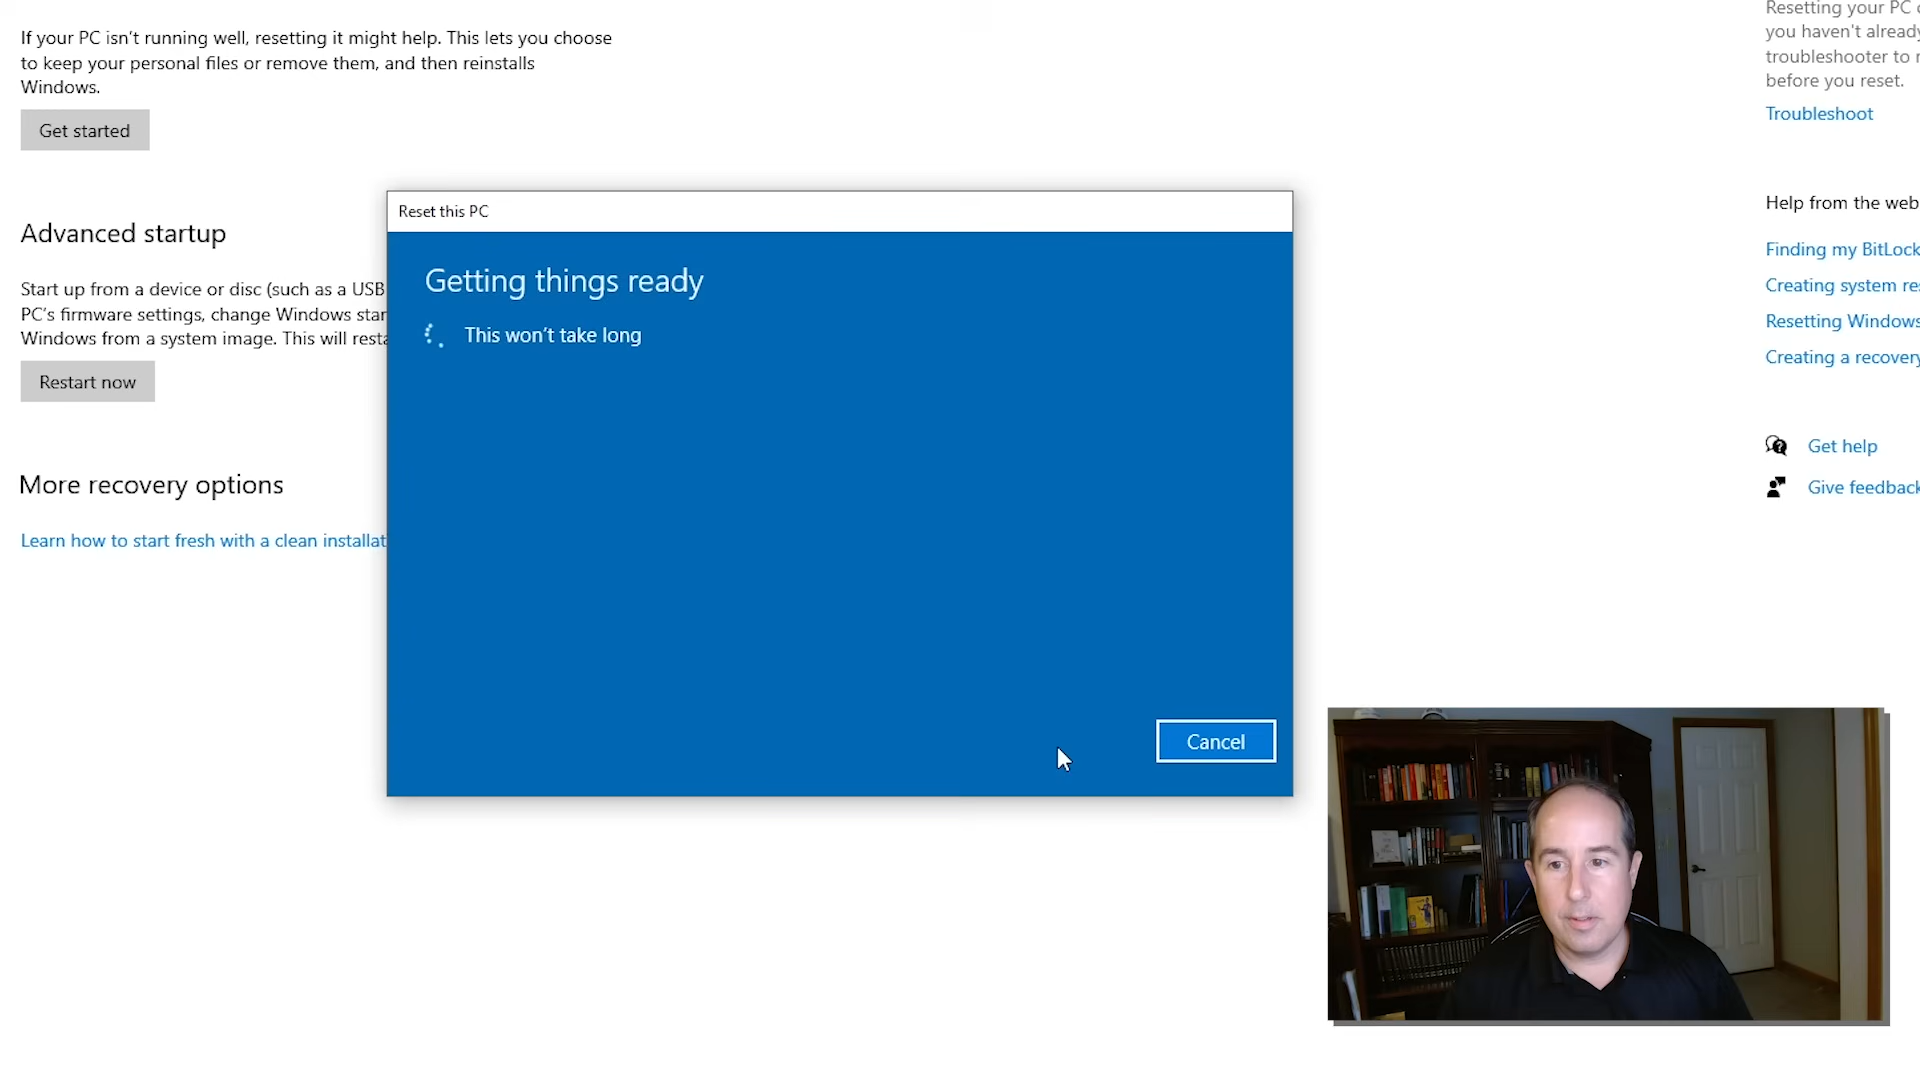 If your PC isn't running well, resetting it might help. This lets you choose
to keep your personal files or remove them, and then reinstalls
Windows.
Get started
Advanced startup
Start up from a device or disc (such as a USB
PC's firmware settings, change Windows star
Windows from a system image. This will resta
Restart now
More recovery options
Learn how to start fresh with a clean installat
Reset this PC
Getting things ready
This won't take long
Cancel
Resetting your PC
you haven't already
troubleshooter to
before you reset.
Troubleshoot
Help from the web
Finding my BitLock
Creating system res
Resetting Windows
Creating a recovery
Get help
Give feedback